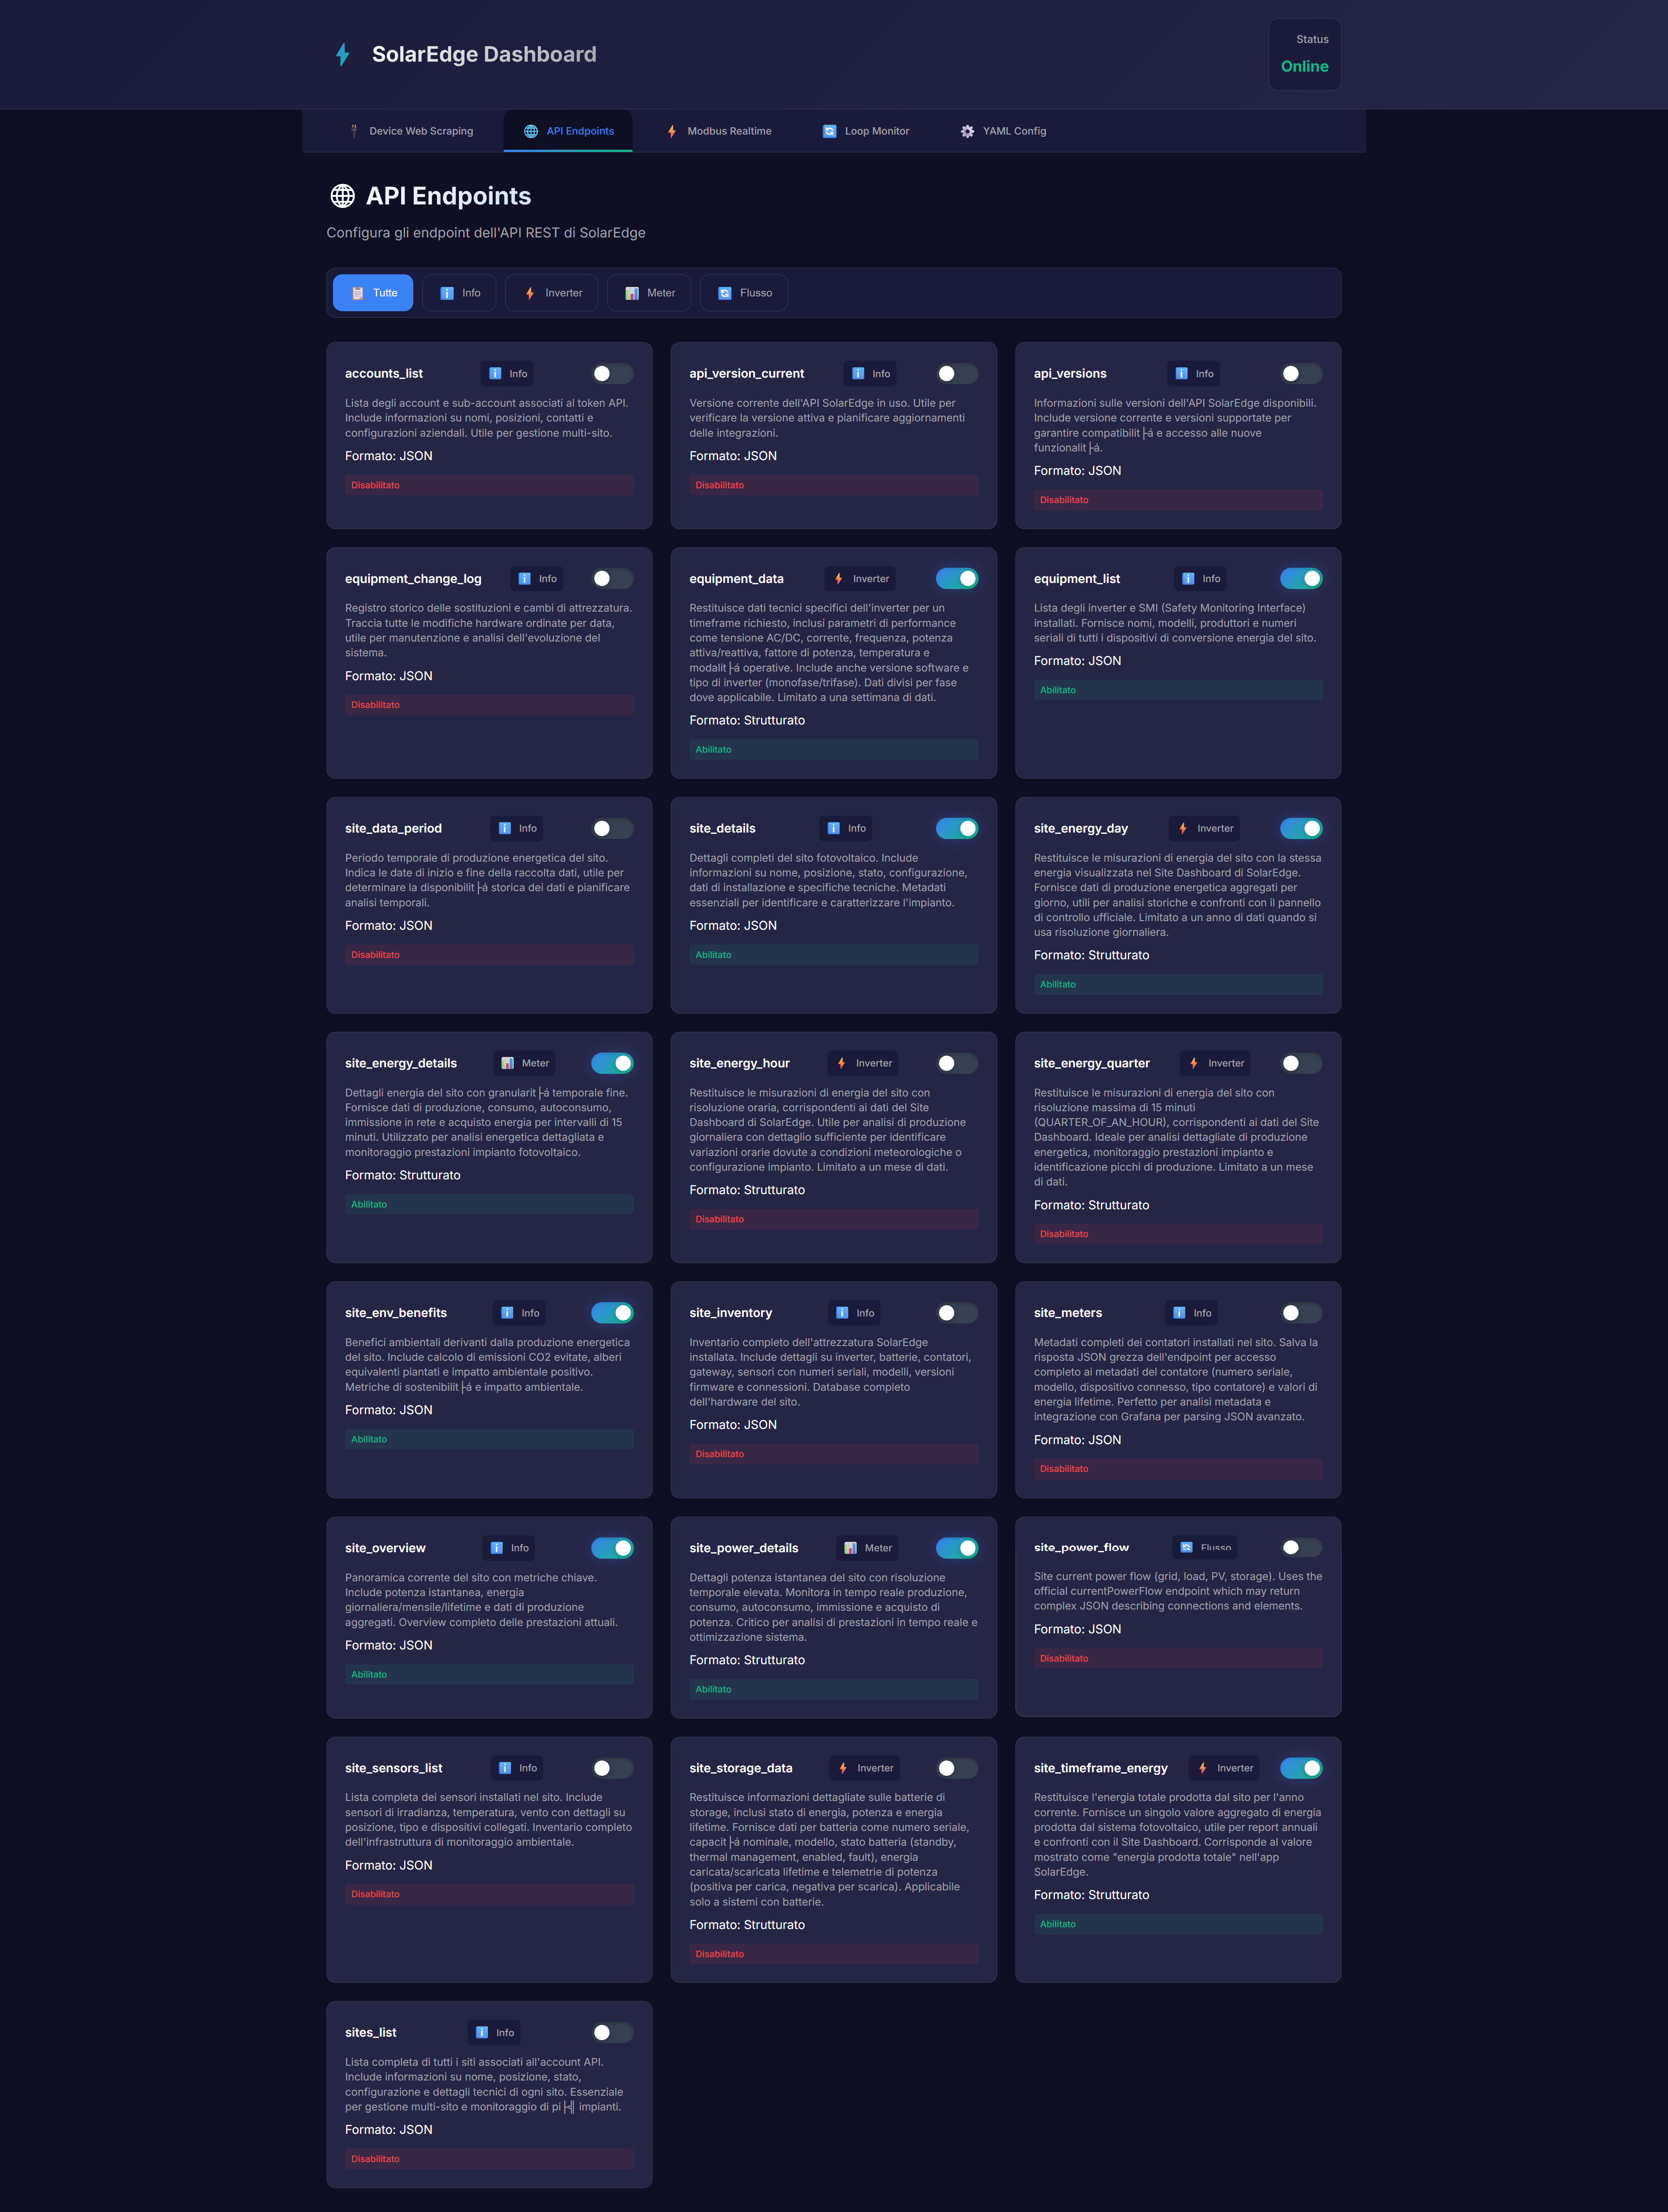 SolarEdge Dashboard
Status
Online
Device Web Scraping
API Endpoints
Modbus Realtime
Loop Monitor
YAML Config
API Endpoints
Configura gli endpoint dell'API REST di SolarEdge
Tutte
Info
Inverter
Meter
Flusso
accounts_list
Info
Lista degli account e sub-account associati al token API.
Include informazioni su nomi, posizioni, contatti e
configurazioni aziendali. Utile per gestione multi-sito.
Formato: JSON
Disabilitato
api_version_current
Info
Versione corrente dell'API SolarEdge in uso. Utile per
verificare la versione attiva e pianificare aggiornamenti
delle integrazioni.
Formato: JSON
Disabilitato
api_versions
Info
Informazioni sulle versioni dell'API SolarEdge disponibili.
Include versione corrente e versioni supportate per
garantire compatibilit├á e accesso alle nuove
funzionalit├á.
Formato: JSON
Disabilitato
equipment_change_log
Info
Registro storico delle sostituzioni e cambi di attrezzatura.
Traccia tutte le modifiche hardware ordinate per data,
utile per manutenzione e analisi dell'evoluzione del
sistema.
Formato: JSON
Disabilitato
equipment_data
Inverter
Restituisce dati tecnici specifici dell'inverter per un
timeframe richiesto, inclusi parametri di performance
come tensione AC/DC, corrente, frequenza, potenza
attiva/reattiva, fattore di potenza, temperatura e
modalit├á operative. Include anche versione software e
tipo di inverter (monofase/trifase). Dati divisi per fase
dove applicabile. Limitato a una settimana di dati.
Formato: Strutturato
Abilitato
equipment_list
Info
Lista degli inverter e SMI (Safety Monitoring Interface)
installati. Fornisce nomi, modelli, produttori e numeri
seriali di tutti i dispositivi di conversione energia del sito.
Formato: JSON
Abilitato
site_data_period
Info
Periodo temporale di produzione energetica del sito.
Indica le date di inizio e fine della raccolta dati, utile per
determinare la disponibilit├á storica dei dati e pianificare
analisi temporali.
Formato: JSON
Disabilitato
site_details
Info
Dettagli completi del sito fotovoltaico. Include
informazioni su nome, posizione, stato, configurazione,
dati di installazione e specifiche tecniche. Metadati
essenziali per identificare e caratterizzare l'impianto.
Formato: JSON
Abilitato
site_energy_day
Inverter
Restituisce le misurazioni di energia del sito con la stessa
energia visualizzata nel Site Dashboard di SolarEdge.
Fornisce dati di produzione energetica aggregati per
giorno, utili per analisi storiche e confronti con il pannello
di controllo ufficiale. Limitato a un anno di dati quando si
usa risoluzione giornaliera.
Formato: Strutturato
Abilitato
site_energy_details
Meter
Dettagli energia del sito con granularit├á temporale fine.
Fornisce dati di produzione, consumo, autoconsumo,
immissione in rete e acquisto energia per intervalli di 15
minuti. Utilizzato per analisi energetica dettagliata e
monitoraggio prestazioni impianto fotovoltaico.
Formato: Strutturato
Abilitato
site_energy_hour
Inverter
Restituisce le misurazioni di energia del sito con
risoluzione oraria, corrispondenti ai dati del Site
Dashboard di SolarEdge. Utile per analisi di produzione
giornaliera con dettaglio sufficiente per identificare
variazioni orarie dovute a condizioni meteorologiche o
configurazione impianto. Limitato a un mese di dati.
Formato: Strutturato
Disabilitato
site_energy_quarter
Inverter
Restituisce le misurazioni di energia del sito con
risoluzione massima di 15 minuti
(QUARTER_OF_AN_HOUR), corrispondenti ai dati del Site
Dashboard. Ideale per analisi dettagliate di produzione
energetica, monitoraggio prestazioni impianto e
identificazione picchi di produzione. Limitato a un mese
di dati.
Formato: Strutturato
Disabilitato
site_env_benefits
Info
Benefici ambientali derivanti dalla produzione energetica
del sito. Include calcolo di emissioni CO2 evitate, alberi
equivalenti piantati e impatto ambientale positivo.
Metriche di sostenibilit├á e impatto ambientale.
Formato: JSON
Abilitato
site_inventory
Info
Inventario completo dell'attrezzatura SolarEdge
installata. Include dettagli su inverter, batterie, contatori,
gateway, sensori con numeri seriali, modelli, versioni
firmware e connessioni. Database completo
dell'hardware del sito.
Formato: JSON
Disabilitato
site_meters
Info
Metadati completi dei contatori installati nel sito. Salva la
risposta JSON grezza dell'endpoint per accesso
completo ai metadati del contatore (numero seriale,
modello, dispositivo connesso, tipo contatore) e valori di
energia lifetime. Perfetto per analisi metadata e
integrazione con Grafana per parsing JSON avanzato.
Formato: JSON
Disabilitato
site_overview
Info
Panoramica corrente del sito con metriche chiave.
Include potenza istantanea, energia
giornaliera/mensile/lifetime e dati di produzione
aggregati. Overview completo delle prestazioni attuali.
Formato: JSON
Abilitato
site_power_details
Meter
Dettagli potenza istantanea del sito con risoluzione
temporale elevata. Monitora in tempo reale produzione,
consumo, autoconsumo, immissione e acquisto di
potenza. Critico per analisi di prestazioni in tempo reale e
ottimizzazione sistema.
Formato: Strutturato
Abilitato
site_power_flow
Flusso
Site current power flow (grid, load, PV, storage). Uses the
official currentPowerFlow endpoint which may return
complex JSON describing connections and elements.
Formato: JSON
Disabilitato
site_sensors_list
Info
Lista completa dei sensori installati nel sito. Include
sensori di irradianza, temperatura, vento con dettagli su
posizione, tipo e dispositivi collegati. Inventario completo
dell'infrastruttura di monitoraggio ambientale.
Formato: JSON
Disabilitato
site_storage_data
Inverter
Restituisce informazioni dettagliate sulle batterie di
storage, inclusi stato di energia, potenza e energia
lifetime. Fornisce dati per batteria come numero seriale,
capacit├á nominale, modello, stato batteria (standby,
thermal management, enabled, fault), energia
caricata/scaricata lifetime e telemetrie di potenza
(positiva per carica, negativa per scarica). Applicabile
solo a sistemi con batterie.
Formato: Strutturato
Disabilitato
site_timeframe_energy
Inverter
Restituisce l'energia totale prodotta dal sito per l'anno
corrente. Fornisce un singolo valore aggregato di energia
prodotta dal sistema fotovoltaico, utile per report annuali
e confronti con il Site Dashboard. Corrisponde al valore
mostrato come "energia prodotta totale" nell'app
SolarEdge.
Formato: Strutturato
Abilitato
sites_list
Info
Lista completa di tutti i siti associati all'account API.
Include informazioni su nome, posizione, stato,
configurazione e dettagli tecnici di ogni sito. Essenziale
per gestione multi-sito e monitoraggio di pi├╣ impianti.
Formato: JSON
Disabilitato